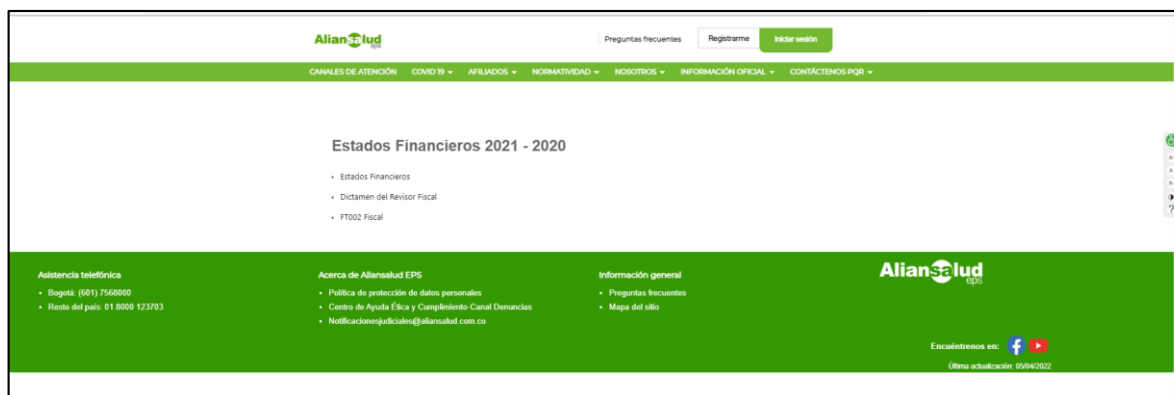 Aliansalud
eps
Preguntas frecuentes
Registrarme
Iniciar sesión
CANALES DE ATENCIÓN COVID 19 AFILIADOS NORMATIVIDAD NOSOTROS INFORMACIÓN OFICIAL CONTÁCTENOS PQR
Estados Financieros 2021 - 2020
• Estados Financieros
• Dictamen del Revisor Fiscal
• FT002 Fiscal
Asistencia telefónica
• Bogotá: (601) 7568000
• Resto del país: 01 8000 123703
Acerca de Aliansalud EPS
• Política de protección de datos personales
• Centro de Ayuda Ética y Cumplimiento-Canal Denuncias
• Notificacionesjudiciales@aliansalud.com.co
Información general
• Preguntas frecuentes
• Mapa del sitio
Aliansalud
eps
Encuéntrenos en:
Última actualización: 05/04/2022